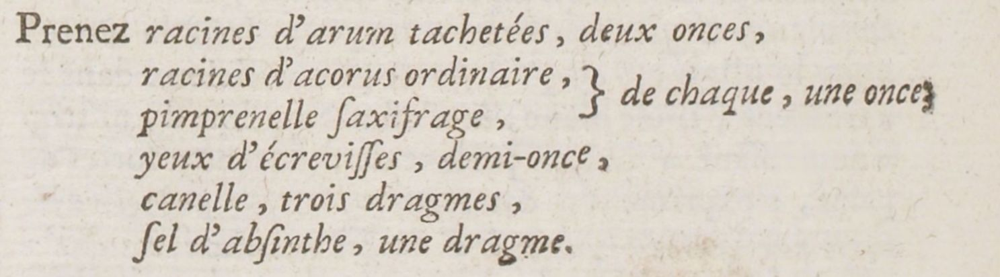 Prenez racines d'arum tachetées, deux onces,
racines d'acorus ordinaire, } de chaque, une once;
pimprenelle ſaxifrage,
yeux d'écreviſſes, demi-once,
canelle, trois dragmes,
ſel d'abſinthe, une dragme.